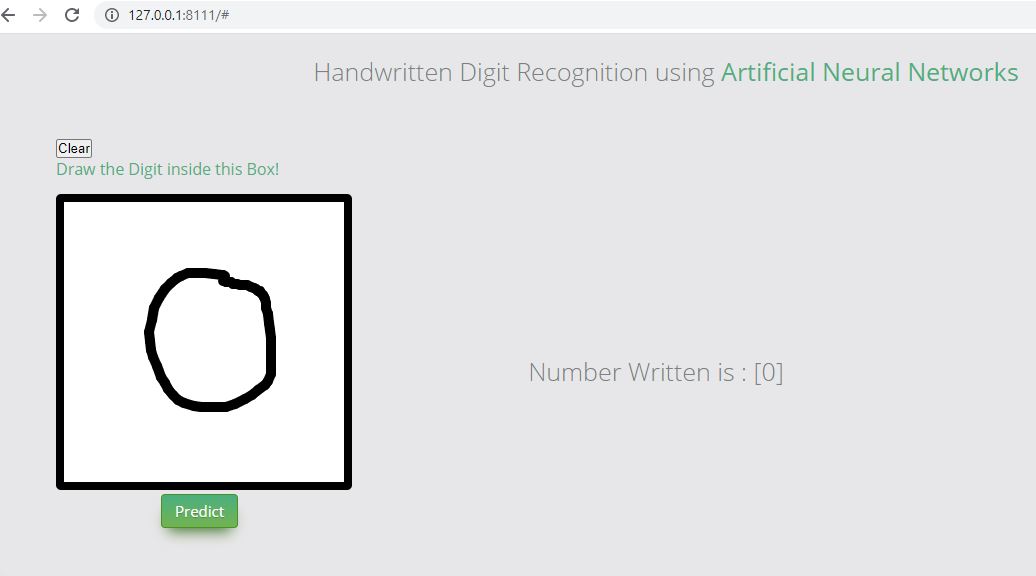 127.0.0.1:8111/#
Handwritten Digit Recognition using Artificial Neural Networks
Clear
Draw the Digit inside this Box!
0
Number Written is : [0]
Predict